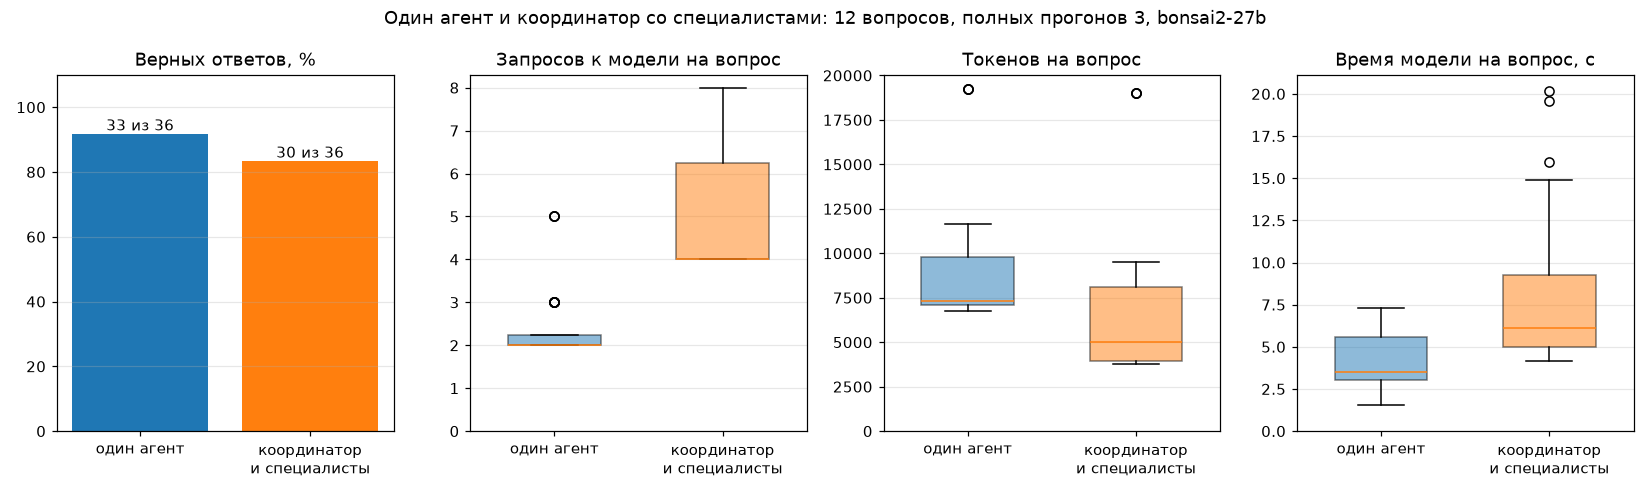 Один агент и координатор со специалистами: 12 вопросов, полных прогонов 3, bonsai2-27b
Верных ответов, %
100
80
60
40
20
0
33 из 36
30 из 36
один агент
координатор
и специалисты
Запросов к модели на вопрос
8
7
6
5
4
3
2
1
0
один агент
координатор
и специалисты
Токенов на вопрос
20000
17500
15000
12500
10000
7500
5000
2500
0
один агент
координатор
и специалисты
Время модели на вопрос, с
20.0
17.5
15.0
12.5
10.0
7.5
5.0
2.5
0.0
один агент
координатор
и специалисты